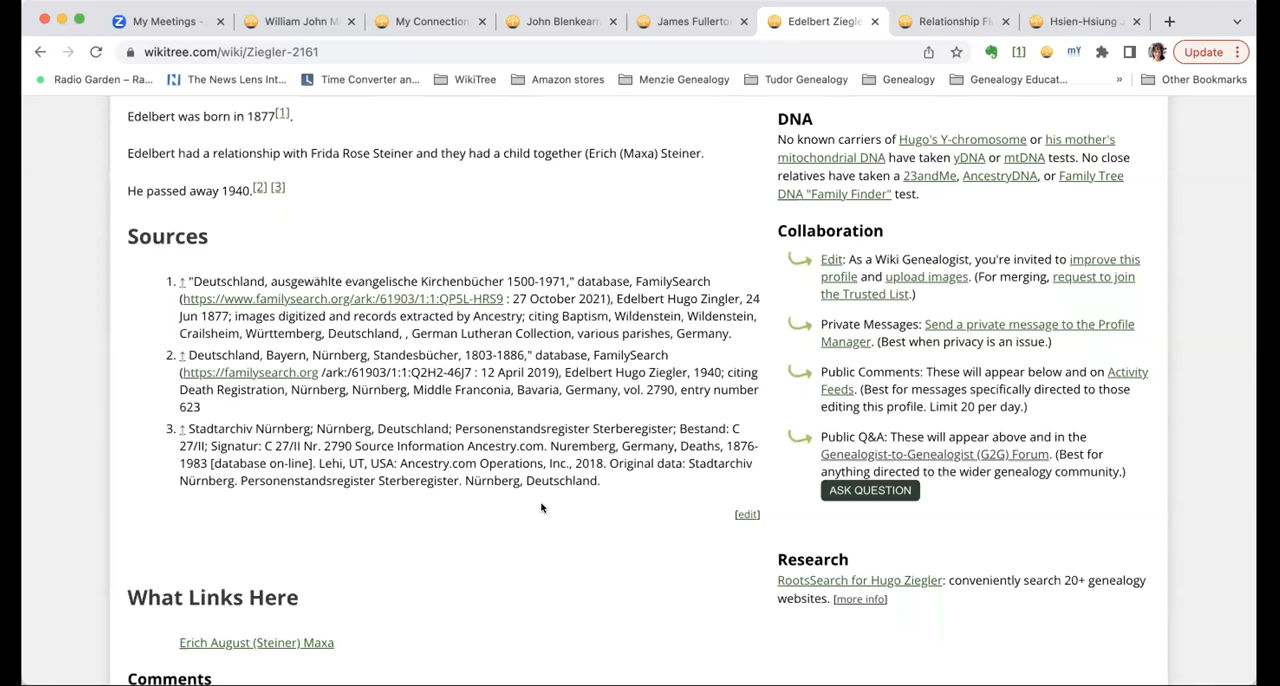 My Meetings -
William John M
My Connection
John Blenkearn
James Fullerto
Edelbert Ziegle
Relationship Fi
Hsien-Hsiung J
wikitree.com/wiki/Ziegler-2161
Update
Radio Garden – Ra...
The News Lens Int...
Time Converter an...
WikiTree
Amazon stores
Menzie Genealogy
Tudor Genealogy
Genealogy
Genealogy Educat...
»
Other Bookmarks
Edelbert was born in 1877[1].
Edelbert had a relationship with Frida Rose Steiner and they had a child together (Erich (Maxa) Steiner.
He passed away 1940.[2] [3]
Sources
1. ↑ "Deutschland, ausgewählte evangelische Kirchenbücher 1500-1971," database, FamilySearch
(https://www.familysearch.org/ark:/61903/1:1:QP5L-HRS9 : 27 October 2021), Edelbert Hugo Zingler, 24
Jun 1877; images digitized and records extracted by Ancestry; citing Baptism, Wildenstein, Wildenstein,
Crailsheim, Württemberg, Deutschland, , German Lutheran Collection, various parishes, Germany.
2. ↑ Deutschland, Bayern, Nürnberg, Standesbücher, 1803-1886," database, FamilySearch
(https://familysearch.org /ark:/61903/1:1:Q2H2-46J7 : 12 April 2019), Edelbert Hugo Ziegler, 1940; citing
Death Registration, Nürnberg, Nürnberg, Middle Franconia, Bavaria, Germany, vol. 2790, entry number
623
3. ↑ Stadtarchiv Nürnberg; Nürnberg, Deutschland; Personenstandsregister Sterberegister; Bestand: C
27/II; Signatur: C 27/II Nr. 2790 Source Information Ancestry.com. Nuremberg, Germany, Deaths, 1876-
1983 [database on-line]. Lehi, UT, USA: Ancestry.com Operations, Inc., 2018. Original data: Stadtarchiv
Nürnberg. Personenstandsregister Sterberegister. Nürnberg, Deutschland.
[edit]
What Links Here
Erich August (Steiner) Maxa
Comments
DNA
No known carriers of Hugo's Y-chromosome or his mother's
mitochondrial DNA have taken yDNA or mtDNA tests. No close
relatives have taken a 23andMe, AncestryDNA, or Family Tree
DNA "Family Finder" test.
Collaboration
Edit: As a Wiki Genealogist, you're invited to improve this
profile and upload images. (For merging, request to join
the Trusted List.)
Private Messages: Send a private message to the Profile
Manager. (Best when privacy is an issue.)
Public Comments: These will appear below and on Activity
Feeds. (Best for messages specifically directed to those
editing this profile. Limit 20 per day.)
Public Q&A: These will appear above and in the
Genealogist-to-Genealogist (G2G) Forum. (Best for
anything directed to the wider genealogy community.)
ASK QUESTION
Research
RootsSearch for Hugo Ziegler: conveniently search 20+ genealogy
websites. [more info]